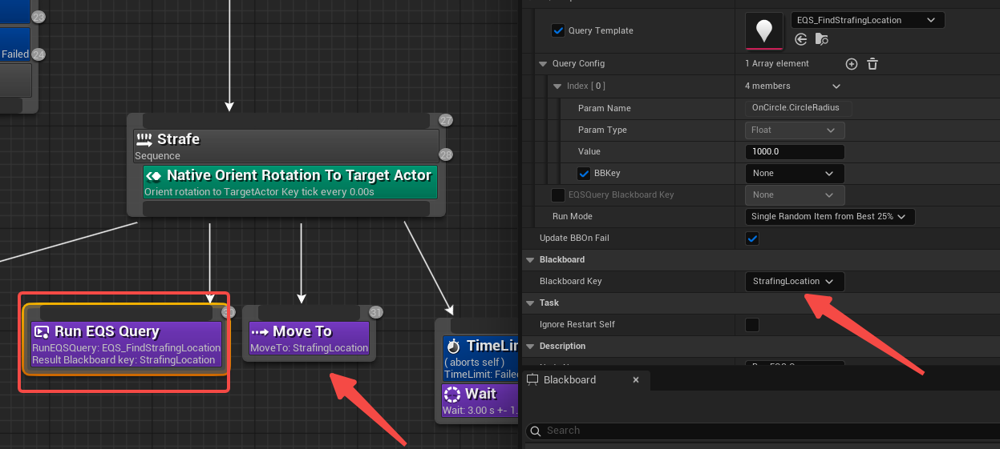 23
Failed
24
27
Strafe
Sequence
28
Native Orient Rotation To Target Actor
Orient rotation to TargetActor Key tick every 0.00s
Run EQS Query
RunEQSQuery: EQS_FindStrafingLocation
Result Blackboard key: StrafingLocation
31
Move To
MoveTo: StrafingLocation
TimeLi
( aborts self )
TimeLimit: Faile
Wait
Wait: 3.00 s +- 1.
Query Template
EQS_FindStrafingLocation
Query Config
1 Array element
Index [ 0 ]
4 members
Param Name
OnCircle.CircleRadius
Param Type
Float
Value
1000.0
BBKey
None
EQSQuery Blackboard Key
None
Run Mode
Single Random Item from Best 25%
Update BBOn Fail
Blackboard
Blackboard Key
StrafingLocation
Task
Ignore Restart Self
Description
Blackboard
Search